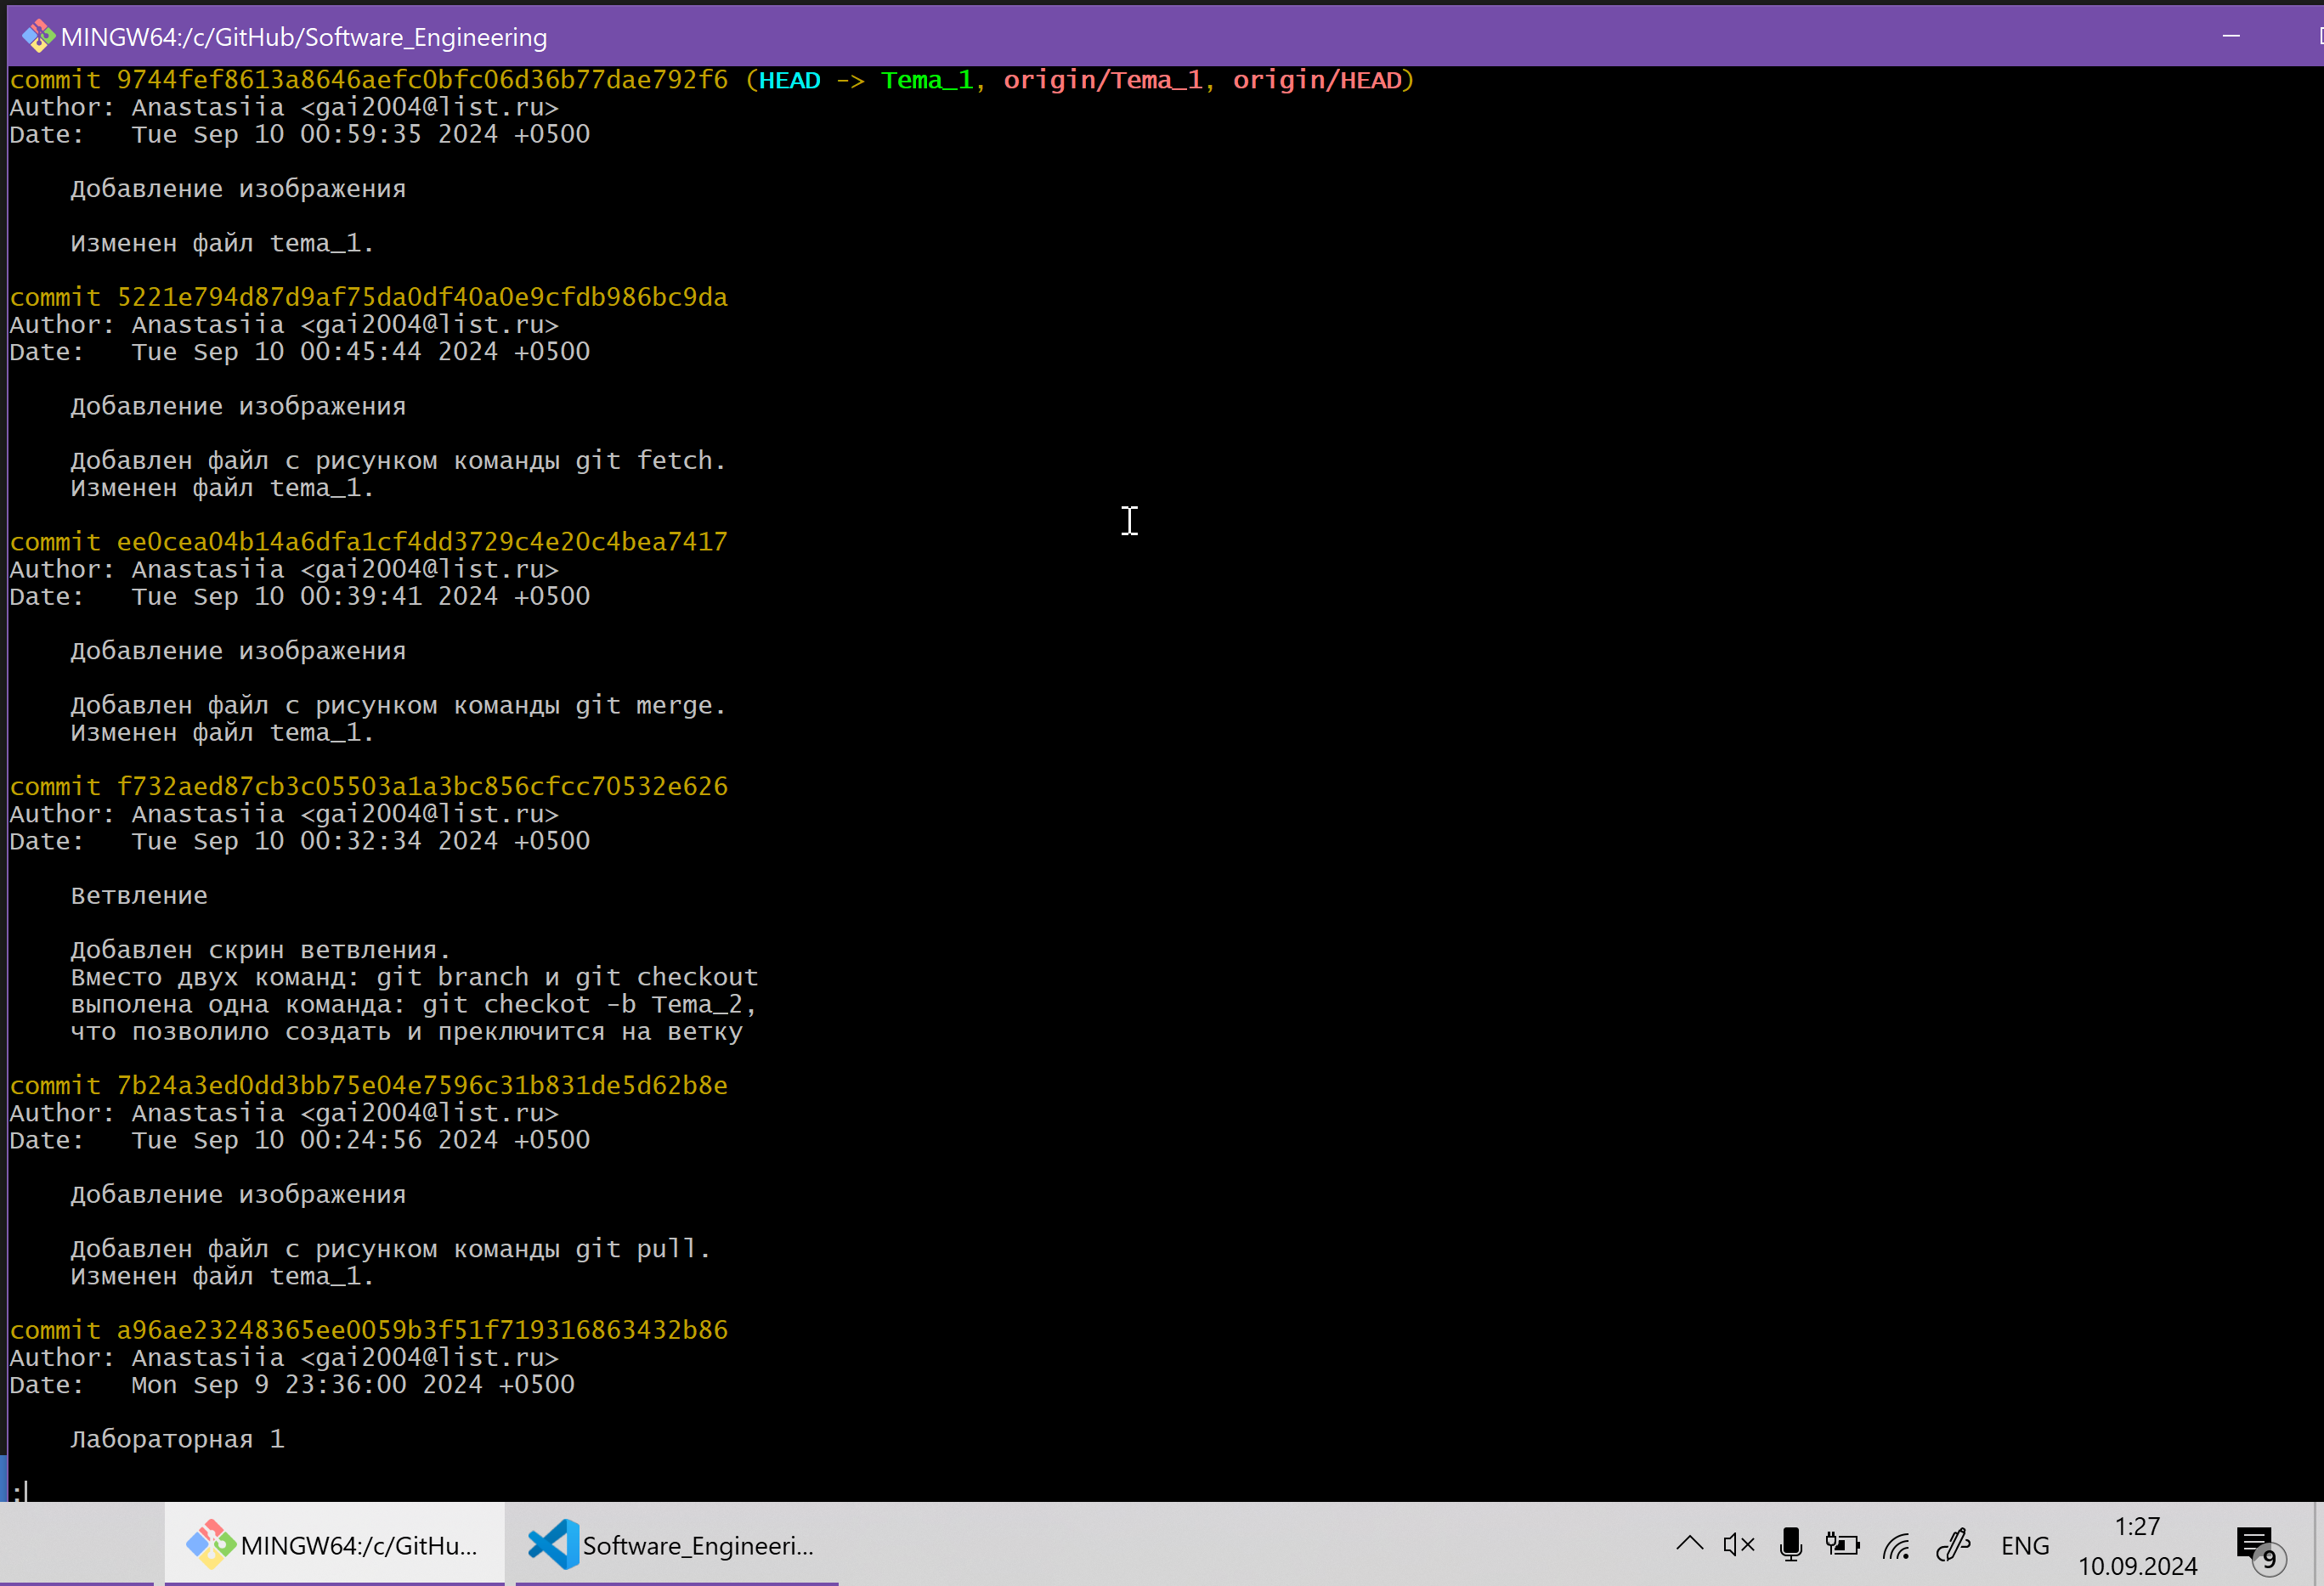 MINGW64:/c/GitHub/Software_Engineering
commit 9744fef8613a8646aefc0bfc06d36b77dae792f6 (HEAD -> Tema_1, origin/Tema_1, origin/HEAD)
Author: Anastasiia <gai2004@list.ru>
Date:   Tue Sep 10 00:59:35 2024 +0500
Добавление изображения
Изменен файл tema_1.
commit 5221e794d87d9af75da0df40a0e9cfdb986bc9da
Author: Anastasiia <gai2004@list.ru>
Date:   Tue Sep 10 00:45:44 2024 +0500
Добавление изображения
Добавлен файл с рисунком команды git fetch.
Изменен файл tema_1.
commit ee0cea04b14a6dfa1cf4dd3729c4e20c4bea7417
Author: Anastasiia <gai2004@list.ru>
Date:   Tue Sep 10 00:39:41 2024 +0500
Добавление изображения
Добавлен файл с рисунком команды git merge.
Изменен файл tema_1.
commit f732aed87cb3c05503a1a3bc856cfcc70532e626
Author: Anastasiia <gai2004@list.ru>
Date:   Tue Sep 10 00:32:34 2024 +0500
Ветвление
Добавлен скрин ветвления.
Вместо двух команд: git branch и git checkout
выполена одна команда: git checkot -b Tema_2,
что позволило создать и преключится на ветку
commit 7b24a3ed0dd3bb75e04e7596c31b831de5d62b8e
Author: Anastasiia <gai2004@list.ru>
Date:   Tue Sep 10 00:24:56 2024 +0500
Добавление изображения
Добавлен файл с рисунком команды git pull.
Изменен файл tema_1.
commit a96ae23248365ee0059b3f51f719316863432b86
Author: Anastasiia <gai2004@list.ru>
Date:   Mon Sep 9 23:36:00 2024 +0500
Лабораторная 1
:
MINGW64:/c/GitHu... Software_Engineeri... ENG 1:27
10.09.2024 9